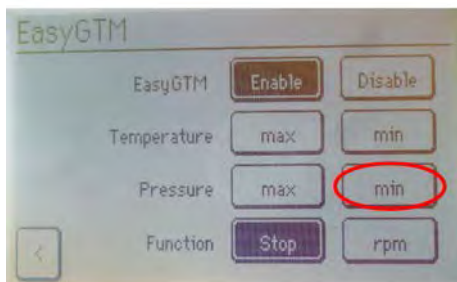 EasyGTM
EasyGTM Enable Disable
Temperature max min
Pressure max min
Function Stop rpm
<